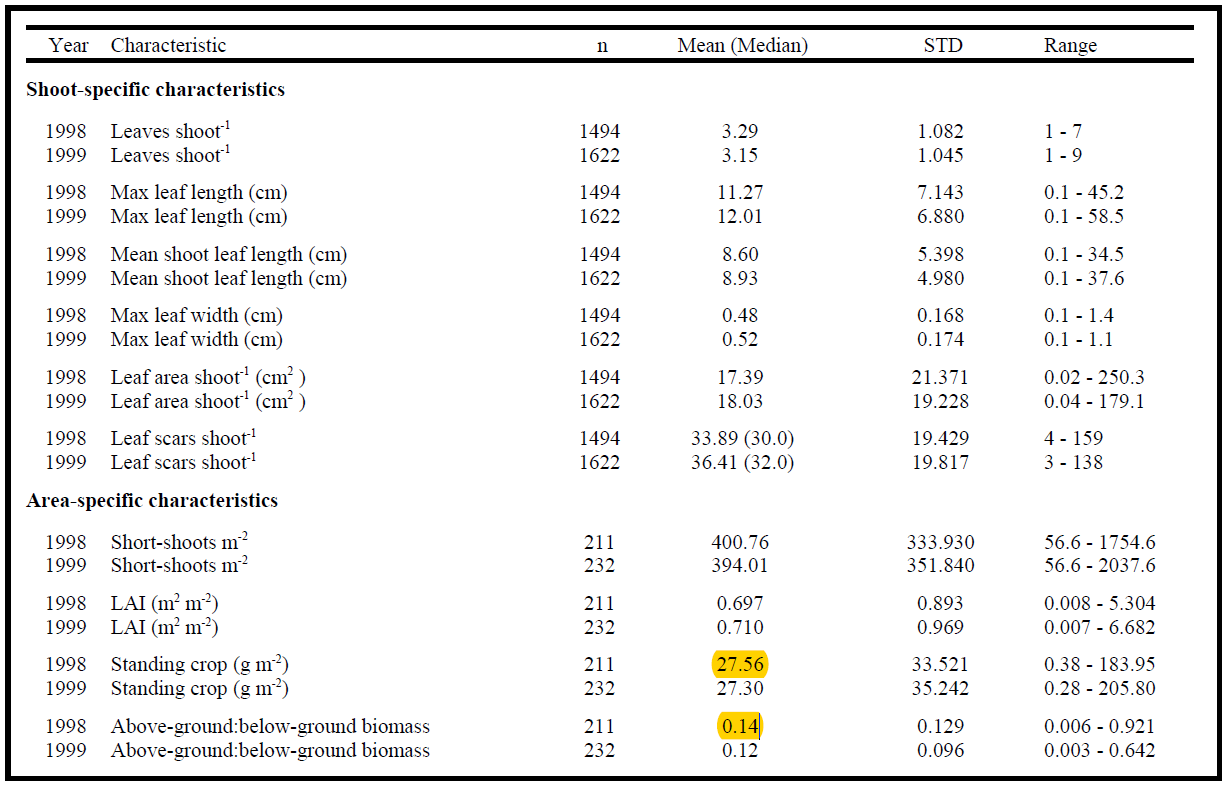 Year Characteristic n Mean (Median) STD Range
Shoot-specific characteristics
1998 Leaves shoot⁻¹ 1494 3.29 1.082 1 - 7
1999 Leaves shoot⁻¹ 1622 3.15 1.045 1 - 9
1998 Max leaf length (cm) 1494 11.27 7.143 0.1 - 45.2
1999 Max leaf length (cm) 1622 12.01 6.880 0.1 - 58.5
1998 Mean shoot leaf length (cm) 1494 8.60 5.398 0.1 - 34.5
1999 Mean shoot leaf length (cm) 1622 8.93 4.980 0.1 - 37.6
1998 Max leaf width (cm) 1494 0.48 0.168 0.1 - 1.4
1999 Max leaf width (cm) 1622 0.52 0.174 0.1 - 1.1
1998 Leaf area shoot⁻¹ (cm² ) 1494 17.39 21.371 0.02 - 250.3
1999 Leaf area shoot⁻¹ (cm² ) 1622 18.03 19.228 0.04 - 179.1
1998 Leaf scars shoot⁻¹ 1494 33.89 (30.0) 19.429 4 - 159
1999 Leaf scars shoot⁻¹ 1622 36.41 (32.0) 19.817 3 - 138
Area-specific characteristics
1998 Short-shoots m⁻² 211 400.76 333.930 56.6 - 1754.6
1999 Short-shoots m⁻² 232 394.01 351.840 56.6 - 2037.6
1998 LAI (m² m⁻²) 211 0.697 0.893 0.008 - 5.304
1999 LAI (m² m⁻²) 232 0.710 0.969 0.007 - 6.682
1998 Standing crop (g m⁻²) 211 27.56 33.521 0.38 - 183.95
1999 Standing crop (g m⁻²) 232 27.30 35.242 0.28 - 205.80
1998 Above-ground:below-ground biomass 211 0.14 0.129 0.006 - 0.921
1999 Above-ground:below-ground biomass 232 0.12 0.096 0.003 - 0.642